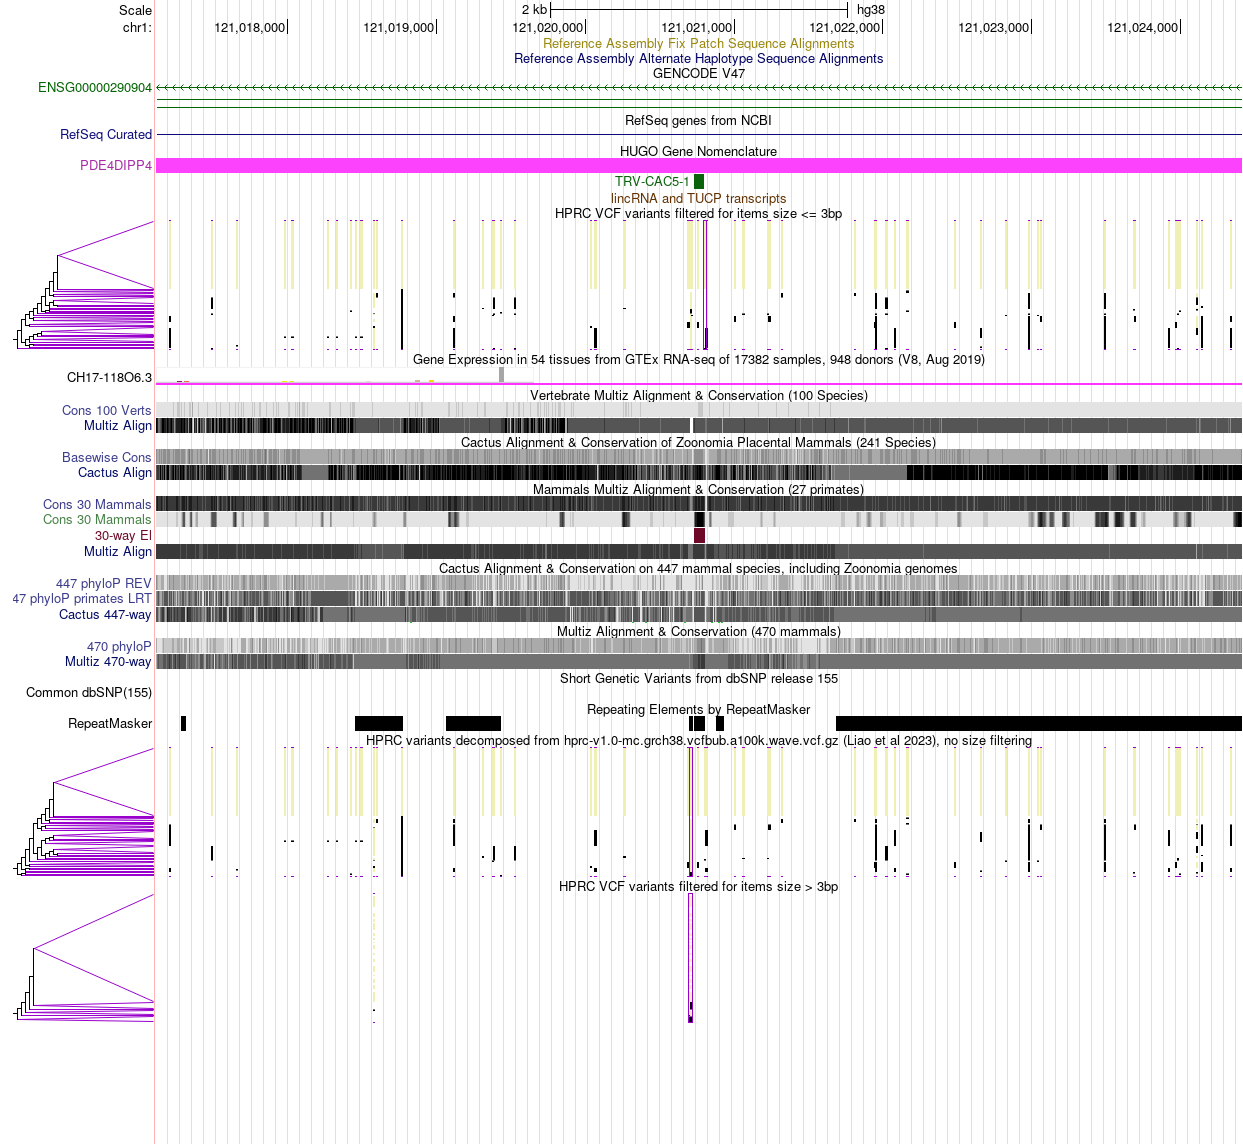 Scale 2 kb hg38
chr1: 121,018,000 121,019,000 121,020,000 121,021,000 121,022,000 121,023,000 121,024,000
Reference Assembly Fix Patch Sequence Alignments
Reference Assembly Alternate Haplotype Sequence Alignments
GENCODE V47
ENSG00000290904
RefSeq genes from NCBI
RefSeq Curated
HUGO Gene Nomenclature
PDE4DIPP4
TRV-CAC5-1
lincRNA and TUCP transcripts
HPRC VCF variants filtered for items size <= 3bp
Gene Expression in 54 tissues from GTEx RNA-seq of 17382 samples, 948 donors (V8, Aug 2019)
CH17-118O6.3
Vertebrate Multiz Alignment & Conservation (100 Species)
Cons 100 Verts
Multiz Align
Cactus Alignment & Conservation of Zoonomia Placental Mammals (241 Species)
Basewise Cons
Cactus Align
Mammals Multiz Alignment & Conservation (27 primates)
Cons 30 Mammals
Cons 30 Mammals
30-way El
Multiz Align
Cactus Alignment & Conservation on 447 mammal species, including Zoonomia genomes
447 phyloP REV
47 phyloP primates LRT
Cactus 447-way
Multiz Alignment & Conservation (470 mammals)
470 phyloP
Multiz 470-way
Short Genetic Variants from dbSNP release 155
Common dbSNP(155)
Repeating Elements by RepeatMasker
RepeatMasker
HPRC variants decomposed from hprc-v1.0-mc.grch38.vcfbub.a100k.wave.vcf.gz (Liao et al 2023), no size filtering
HPRC VCF variants filtered for items size > 3bp